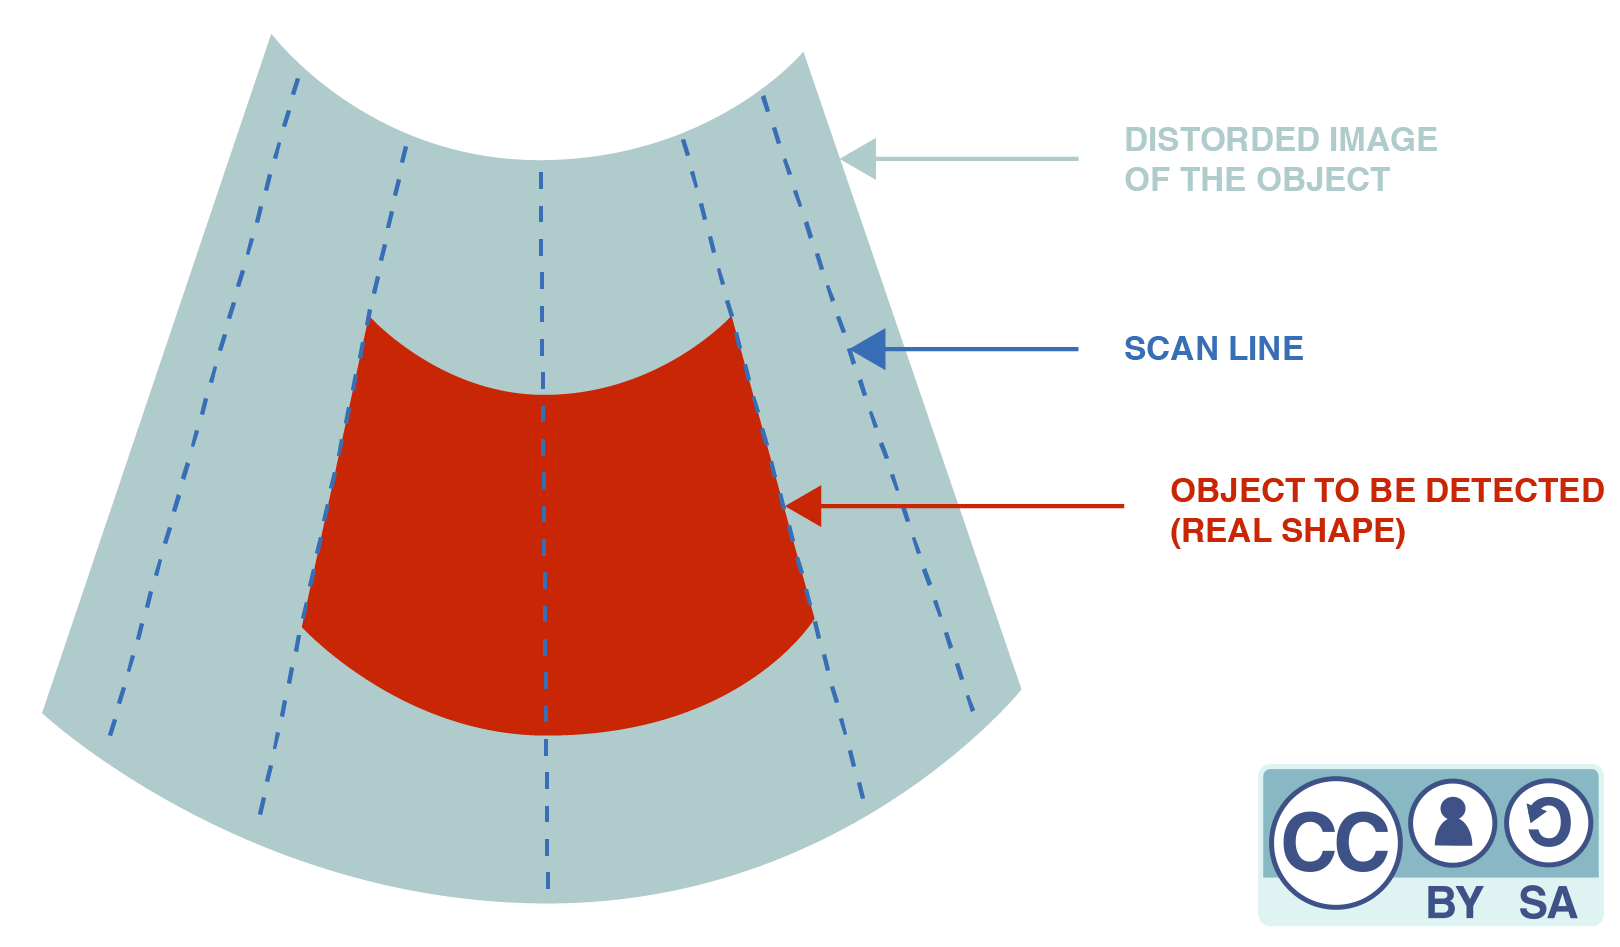 DISTORDED IMAGE
OF THE OBJECT
SCAN LINE
OBJECT TO BE DETECTED
(REAL SHAPE)
CC
BY SA